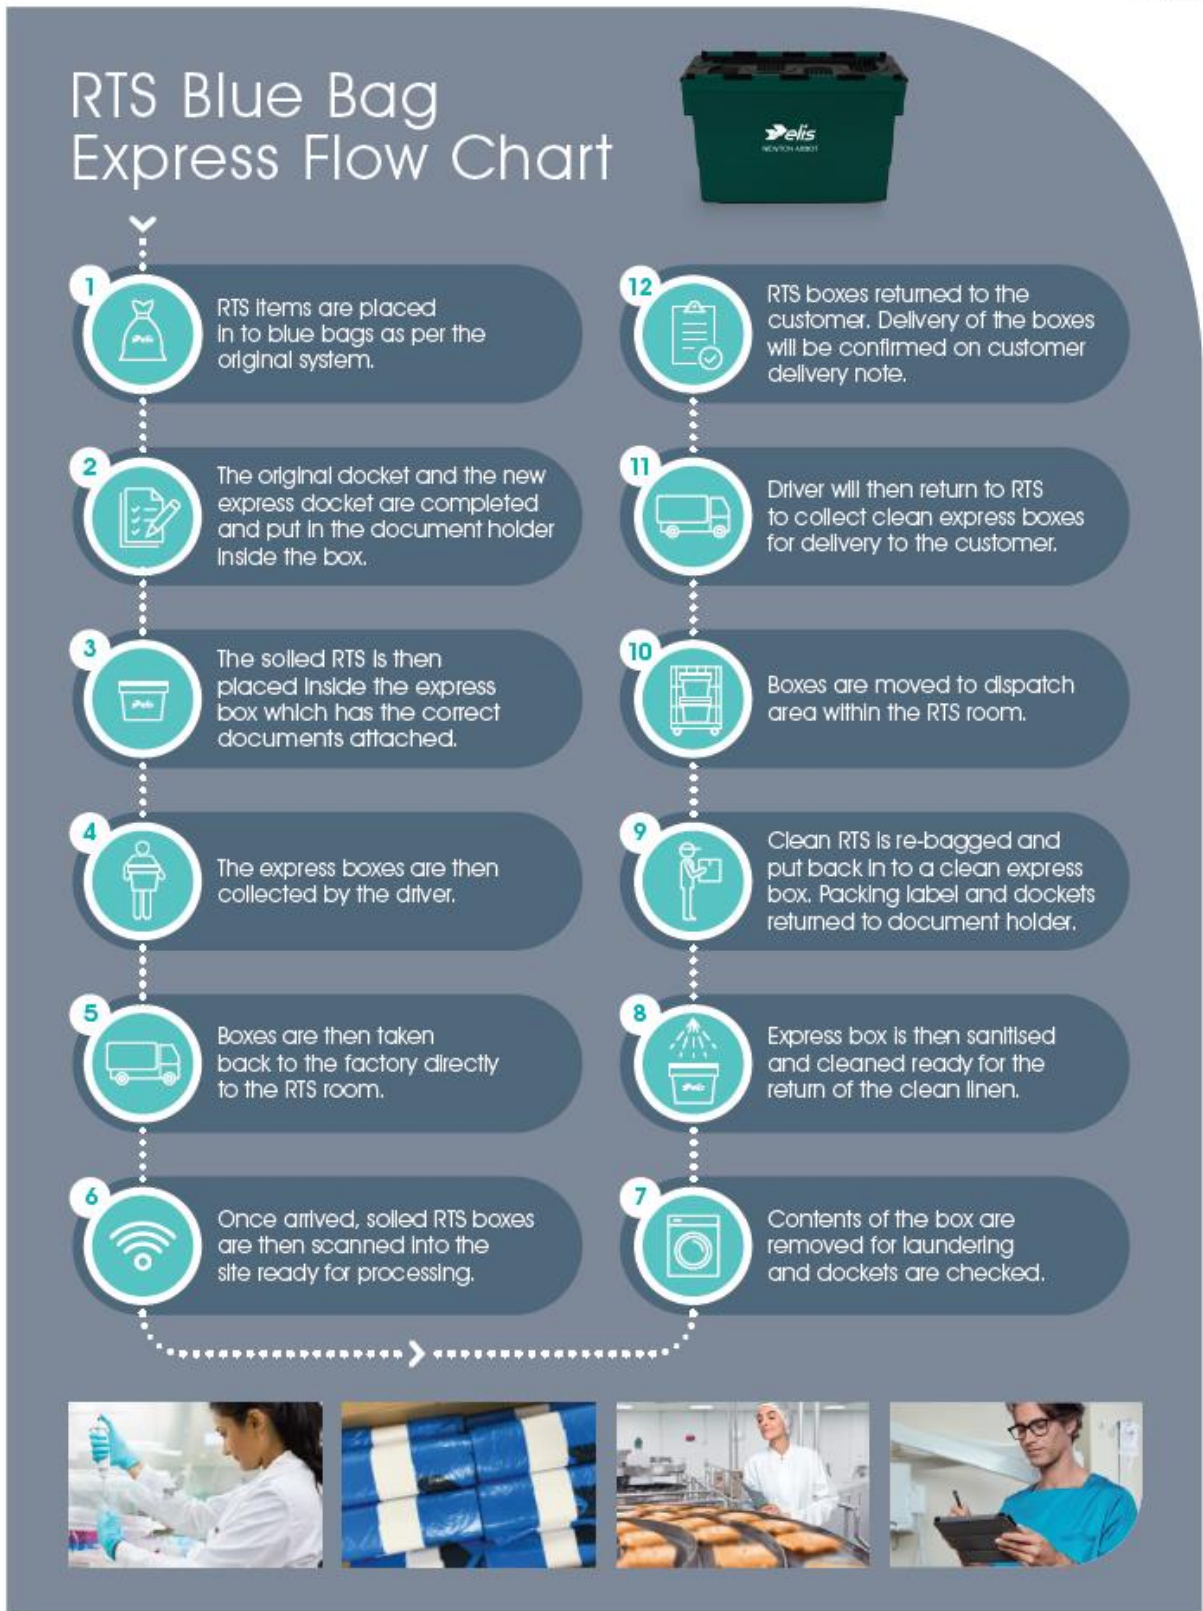 RTS Blue Bag
Express Flow Chart
elis
NEWTON ABBOT
1
RTS items are placed
in to blue bags as per the
original system.
2
The original docket and the new
express docket are completed
and put in the document holder
inside the box.
3
The soiled RTS is then
placed inside the express
box which has the correct
documents attached.
4
The express boxes are then
collected by the driver.
5
Boxes are then taken
back to the factory directly
to the RTS room.
6
Once arrived, soiled RTS boxes
are then scanned into the
site ready for processing.
7
Contents of the box are
removed for laundering
and dockets are checked.
8
Express box is then sanitised
and cleaned ready for the
return of the clean linen.
9
Clean RTS is re-bagged and
put back in to a clean express
box. Packing label and dockets
returned to document holder.
10
Boxes are moved to dispatch
area within the RTS room.
11
Driver will then return to RTS
to collect clean express boxes
for delivery to the customer.
12
RTS boxes returned to the
customer. Delivery of the boxes
will be confirmed on customer
delivery note.